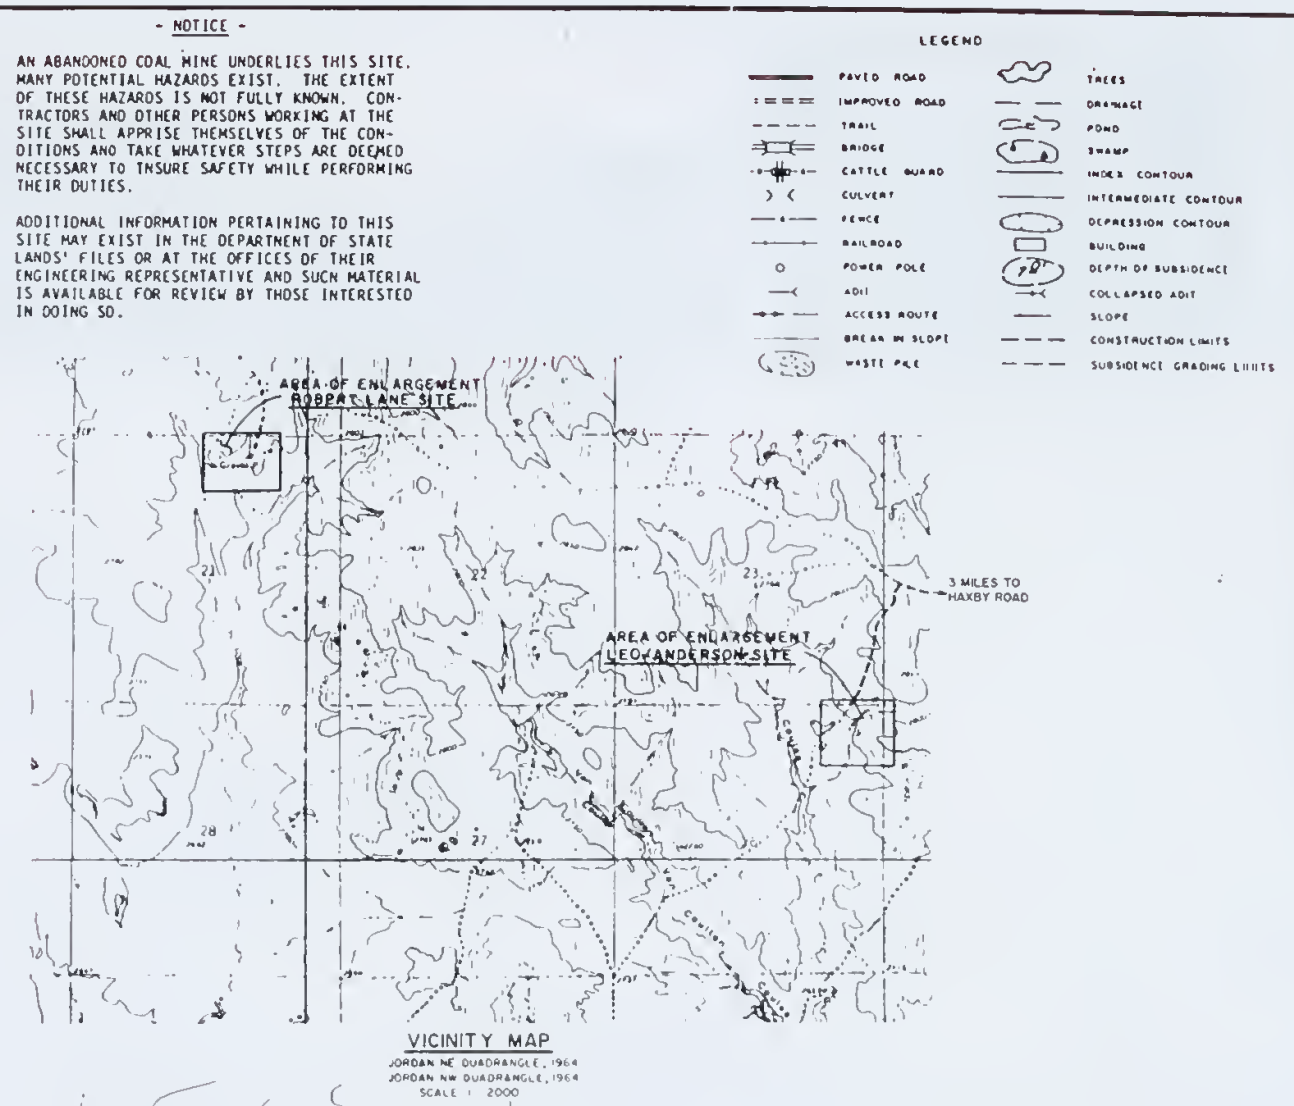 - NOTICE -
AN ABANDONED COAL MINE UNDERLIES THIS SITE.
MANY POTENTIAL HAZARDS EXIST. THE EXTENT
OF THESE HAZARDS IS NOT FULLY KNOWN. CON-
TRACTORS AND OTHER PERSONS WORKING AT THE
SITE SHALL APPRISE THEMSELVES OF THE CON-
DITIONS AND TAKE WHATEVER STEPS ARE DEEMED
NECESSARY TO INSURE SAFETY WHILE PERFORMING
THEIR DUTIES.
ADDITIONAL INFORMATION PERTAINING TO THIS
SITE MAY EXIST IN THE DEPARTMENT OF STATE
LANDS' FILES OR AT THE OFFICES OF THEIR
ENGINEERING REPRESENTATIVE AND SUCH MATERIAL
IS AVAILABLE FOR REVIEW BY THOSE INTERESTED
IN DOING SO.
LEGEND
PAVED ROAD
IMPROVED ROAD
TRAIL
BRIDGE
CATTLE GUARD
CULVERT
FENCE
RAILROAD
POWER POLE
ADIT
ACCESS ROUTE
BREAK IN SLOPE
WASTE PILE
TREES
DRAINAGE
POND
SWAMP
INDEX CONTOUR
INTERMEDIATE CONTOUR
DEPRESSION CONTOUR
BUILDING
DEPTH OF SUBSIDENCE
COLLAPSED ADIT
SLOPE
CONSTRUCTION LIMITS
SUBSIDENCE GRADING LIMITS
AREA OF ENLARGEMENT
ROBERT LANE SITE
21
22
23
3 MILES TO
HAXBY ROAD
AREA OF ENLARGEMENT
LEO ANDERSON SITE
28
27
Coulee
VICINITY MAP
JORDAN NE QUADRANGLE, 1964
JORDAN NW QUADRANGLE, 1964
SCALE 1: 2000